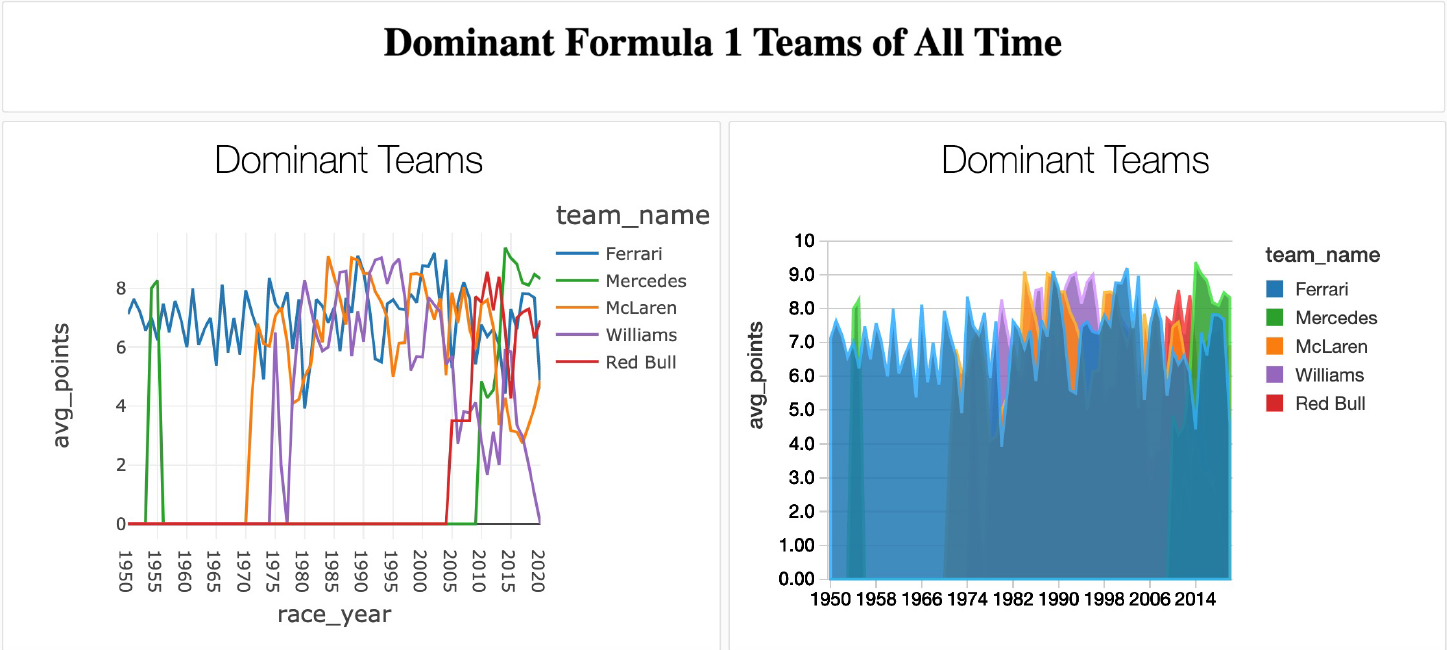 Dominant Formula 1 Teams of All Time
Dominant Teams
team_name
Ferrari
Mercedes
McLaren
Williams
Red Bull
avg_points
8
6
4
2
0
1950 1955 1960 1965 1970 1975 1980 1985 1990 1995 2000 2005 2010 2015 2020
race_year
Dominant Teams
team_name
Ferrari
Mercedes
McLaren
Williams
Red Bull
avg_points
10
9.0
8.0
7.0
6.0
5.0
4.0
3.0
2.0
1.00
0.00
1950 1958 1966 1974 1982 1990 1998 2006 2014